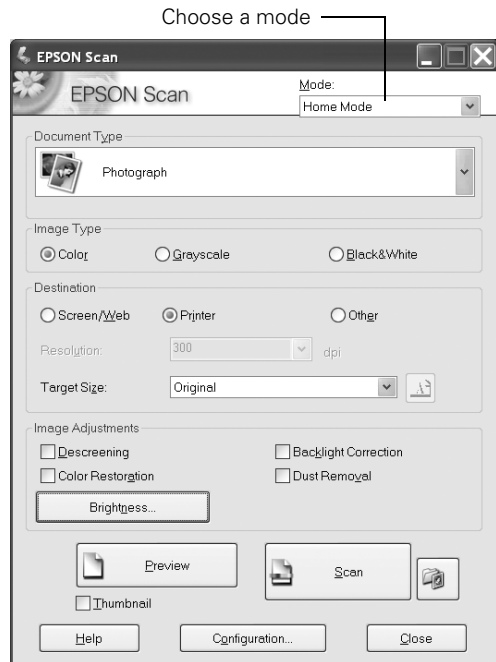 Choose a mode
EPSON Scan
EPSON Scan
Mode:
Home Mode
Document Type
Photograph
Image Type
Color Grayscale Black&White
Destination
Screen/Web Printer Other
Resolution: 300 dpi
Target Size: Original
Image Adjustments
Descreening Backlight Correction
Color Restoration Dust Removal
Brightness...
Preview Scan
Thumbnail
Help Configuration... Close